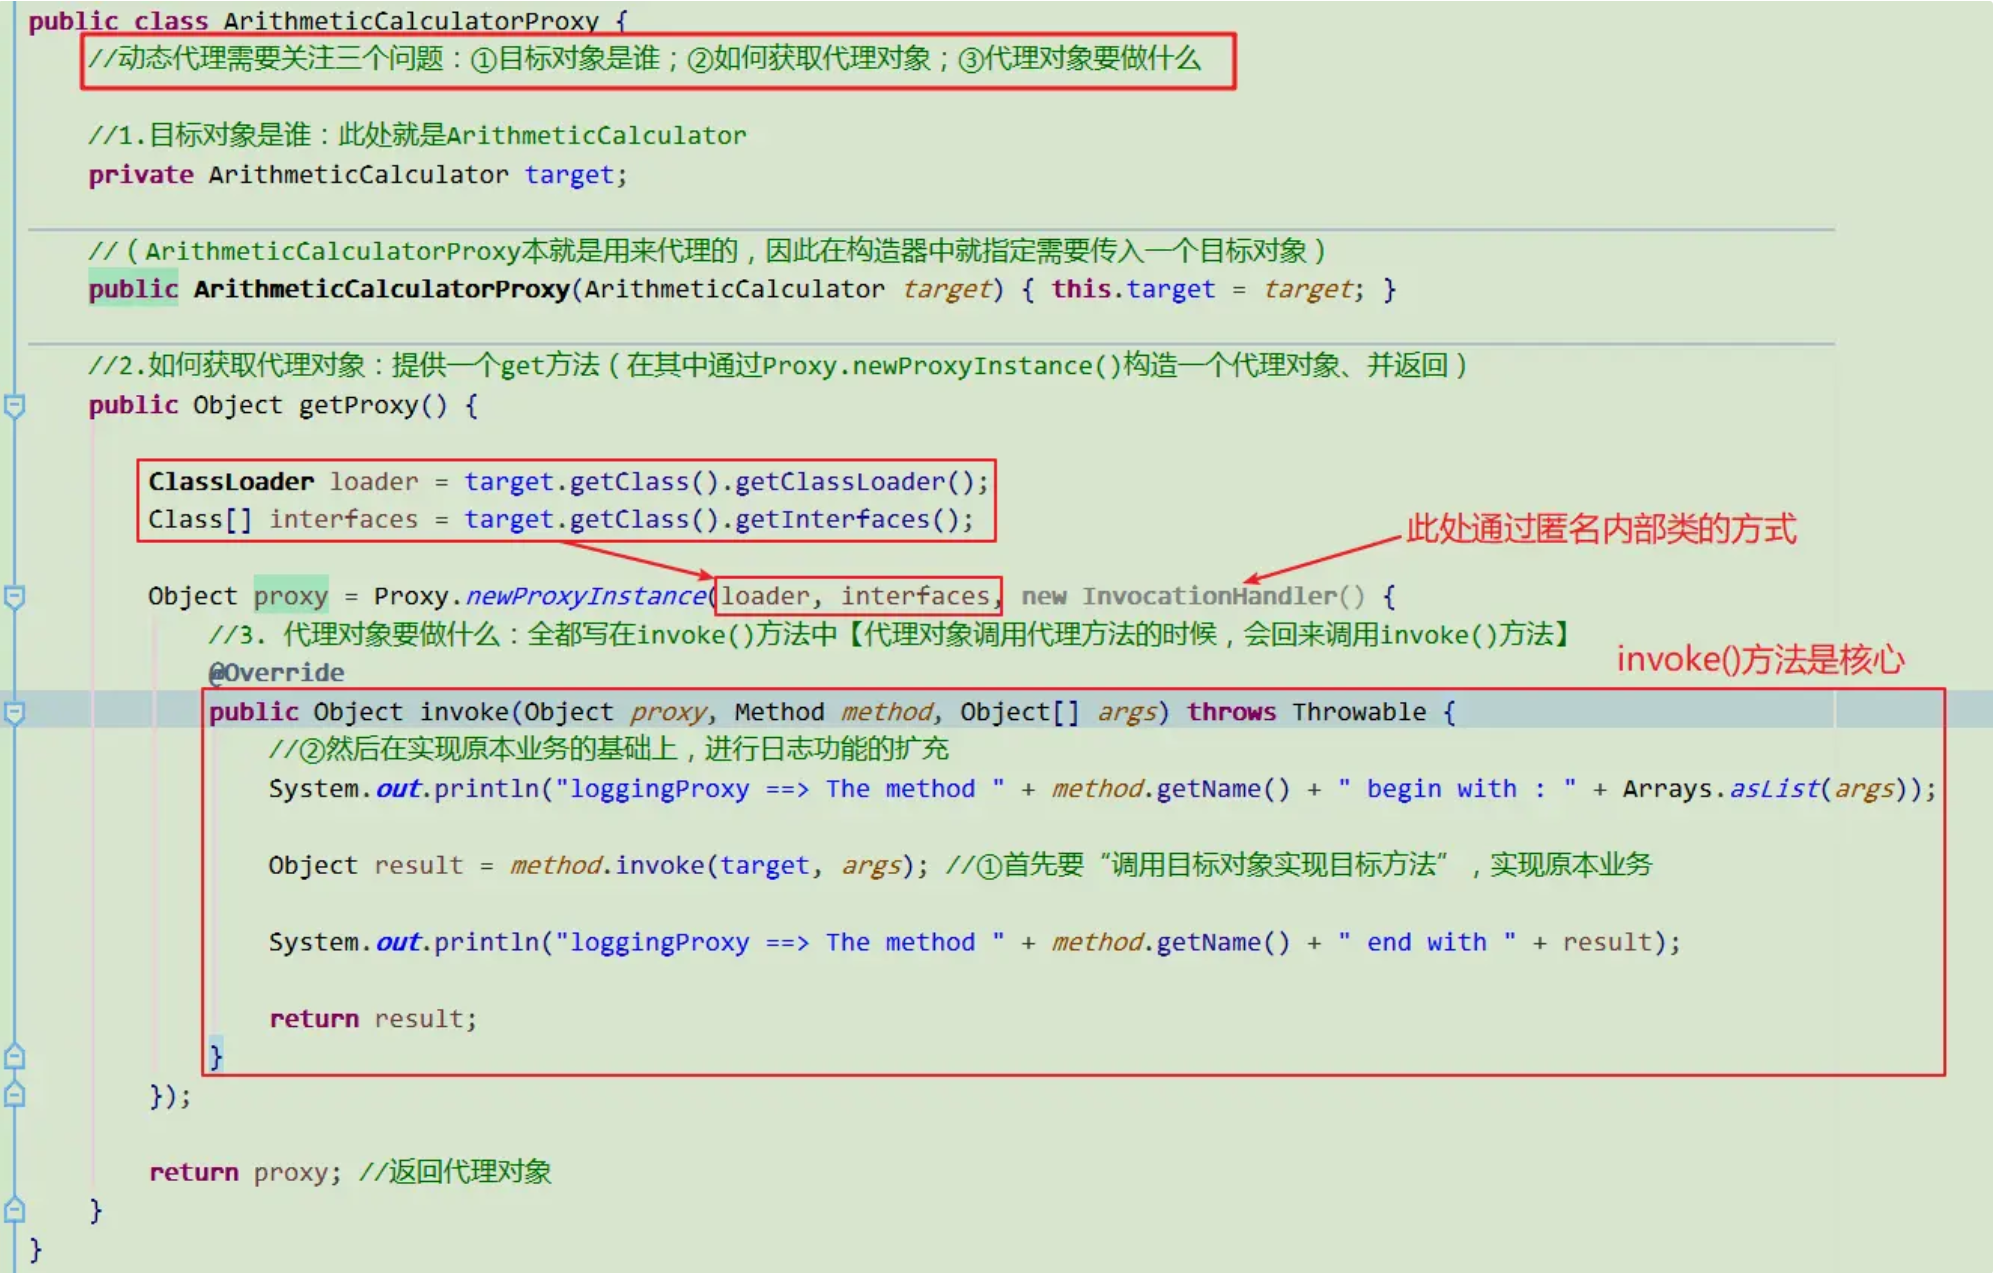 public class ArithmeticCalculatorProxy {
//动态代理需要关注三个问题：①目标对象是谁；②如何获取代理对象；③代理对象要做什么
//1.目标对象是谁：此处就是ArithmeticCalculator
private ArithmeticCalculator target;
//（ArithmeticCalculatorProxy本就是用来代理的，因此在构造器中就指定需要传入一个目标对象）
public ArithmeticCalculatorProxy(ArithmeticCalculator target) { this.target = target; }
//2.如何获取代理对象：提供一个get方法（在其中通过Proxy.newProxyInstance()构造一个代理对象、并返回）
public Object getProxy() {
ClassLoader loader = target.getClass().getClassLoader();
Class[] interfaces = target.getClass().getInterfaces();
此处通过匿名内部类的方式
Object proxy = Proxy.newProxyInstance(loader, interfaces, new InvocationHandler() {
//3. 代理对象要做什么：全都写在invoke()方法中【代理对象调用代理方法的时候，会回来调用invoke()方法】
invoke()方法是核心
@Override
public Object invoke(Object proxy, Method method, Object[] args) throws Throwable {
//②然后在实现原本业务的基础上，进行日志功能的扩充
System.out.println("loggingProxy ==> The method " + method.getName() + " begin with : " + Arrays.asList(args));
Object result = method.invoke(target, args); //①首先要“调用目标对象实现目标方法”，实现原本业务
System.out.println("loggingProxy ==> The method " + method.getName() + " end with " + result);
return result;
}
});
return proxy; //返回代理对象
}
}